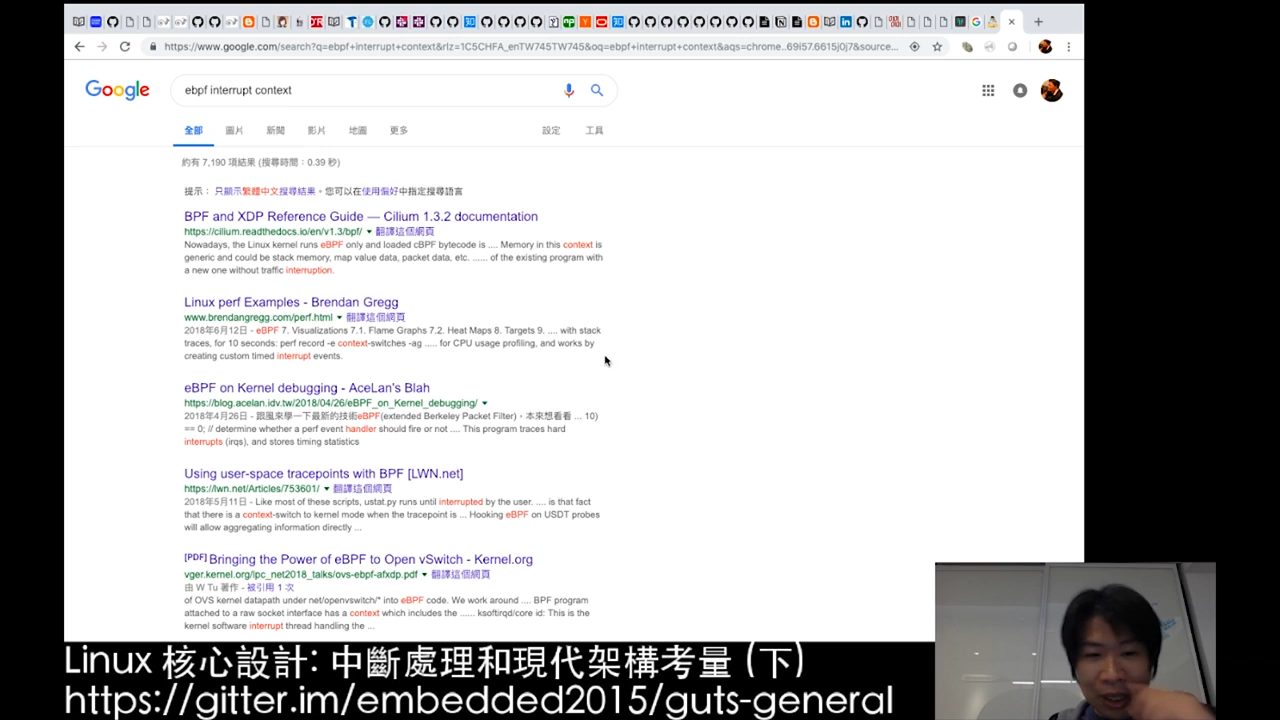 https://www.google.com/search?q=ebpf+interrupt+context&rlz=1C5CHFA_enTW745TW745&oq=ebpf+interrupt+context&aqs=chrome..69i57.6615j0j7&source...
Google
ebpf interrupt context
全部 圖片 新聞 影片 地圖 更多 設定 工具
約有 7,190 項結果 (搜尋時間：0.39 秒)
提示： 只顯示繁體中文搜尋結果。您可以在使用偏好中指定搜尋語言
BPF and XDP Reference Guide — Cilium 1.3.2 documentation
https://cilium.readthedocs.io/en/v1.3/bpf/ ▼ 翻譯這個網頁
Nowadays, the Linux kernel runs eBPF only and loaded cBPF bytecode is .... Memory in this context is
generic and could be stack memory, map value data, packet data, etc. ...... of the existing program with
a new one without traffic interruption.
Linux perf Examples - Brendan Gregg
www.brendangregg.com/perf.html ▼ 翻譯這個網頁
2018年6月12日 - eBPF 7. Visualizations 7.1. Flame Graphs 7.2. Heat Maps 8. Targets 9. .... with stack
traces, for 10 seconds: perf record -e context-switches -ag ..... for CPU usage profiling, and works by
creating custom timed interrupt events.
eBPF on Kernel debugging - AceLan's Blah
https://blog.acelan.idv.tw/2018/04/26/eBPF_on_Kernel_debugging/ ▼
2018年4月26日 - 跟風來學一下最新的技術eBPF(extended Berkeley Packet Filter)，本來想看看 ... 10)
== 0; // determine whether a perf event handler should fire or not .... This program traces hard
interrupts (irqs), and stores timing statistics
Using user-space tracepoints with BPF [LWN.net]
https://lwn.net/Articles/753601/ ▼ 翻譯這個網頁
2018年5月11日 - Like most of these scripts, ustat.py runs until interrupted by the user. .... is that fact
that there is a context-switch to kernel mode when the tracepoint is ... Hooking eBPF on USDT probes
will allow aggregating information directly ...
[PDF] Bringing the Power of eBPF to Open vSwitch - Kernel.org
vger.kernel.org/lpc_net2018_talks/ovs-ebpf-afxdp.pdf ▼ 翻譯這個網頁
由 W Tu 著作 - 被引用 1 次
of OVS kernel datapath under net/openvswitch/* into eBPF code. We work around .... BPF program
attached to a raw socket interface has a context which includes the ...... ksoftirqd/core id: This is the
kernel software interrupt thread handling the ...
Linux 核心設計: 中斷處理和現代架構考量 (下)
https://gitter.im/embedded2015/guts-general